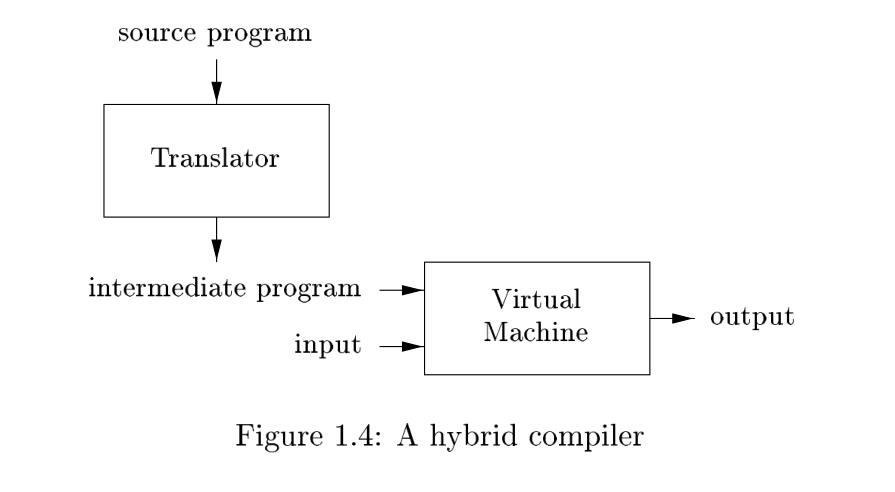 source program
Translator
intermediate program
input
Virtual
Machine
output
Figure 1.4: A hybrid compiler